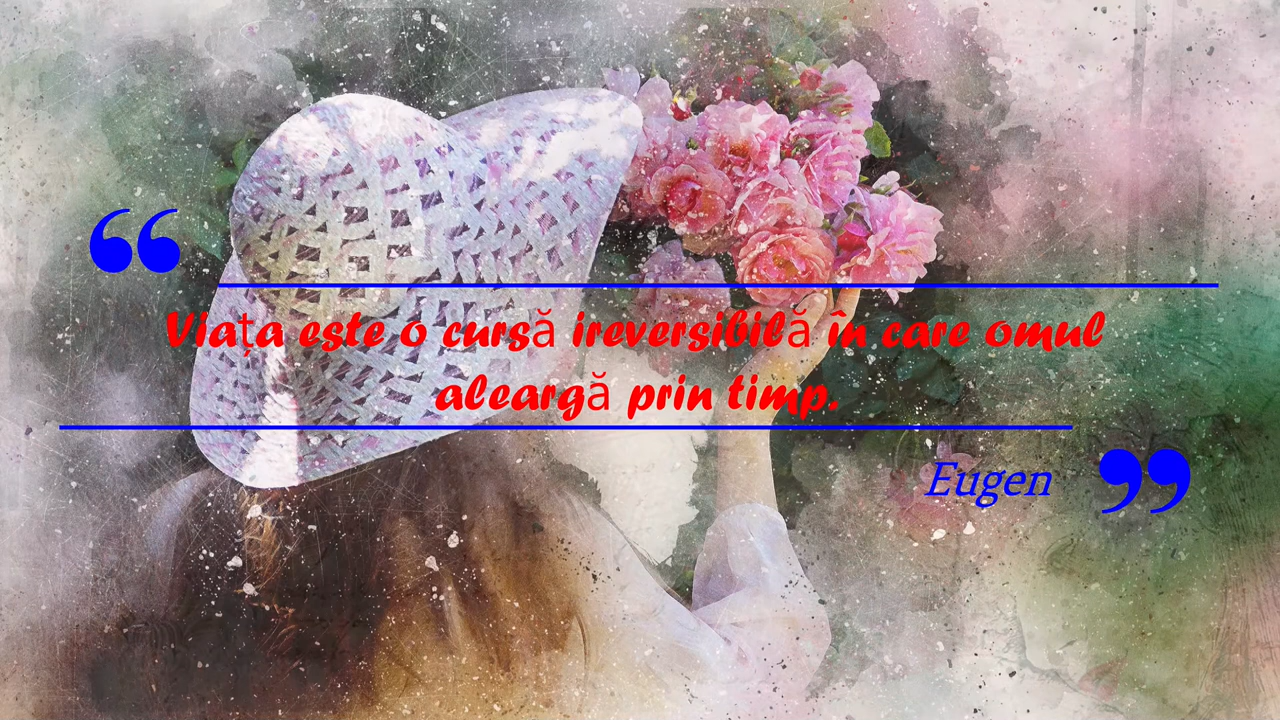 “
Viața este o cursă ireversibilă în care omul
aleargă prin timp.
Eugen ”